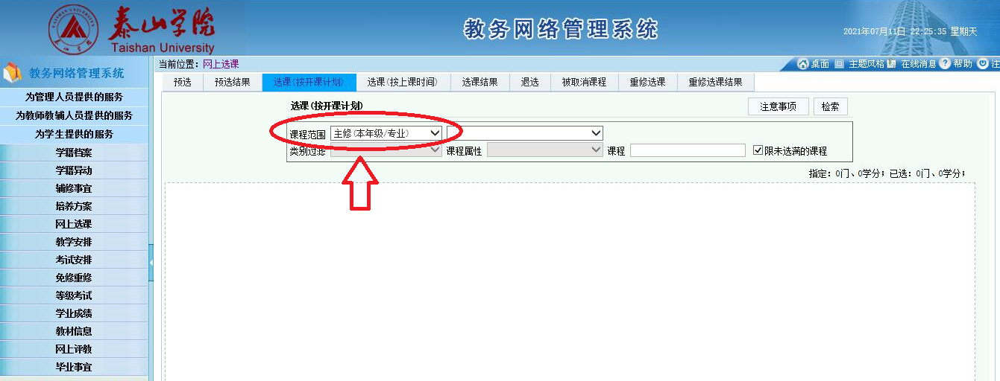 泰山学院
Taishan University
教务网络管理系统
2021年07月11日 22:25:35 星期天
当前位置：网上选课
桌面 主题风格 在线消息 帮助 注
教务网络管理系统
为管理人员提供的服务
为教师教辅人员提供的服务
为学生提供的服务
学籍档案
学籍异动
辅修事宜
培养方案
网上选课
教学安排
考试安排
免修重修
等级考试
学业成绩
教材信息
网上评教
毕业事宜
预选 预选结果 选课(按开课计划) 选课(按上课时间) 选课结果 退选 被取消课程 重修选课 重修选课结果
选课(按开课计划)
注意事项 检索
课程范围 主修(本年级/专业)
类别过滤 课程属性 课程 限未选满的课程
指定：0门、0学分；已选：0门、0学分；